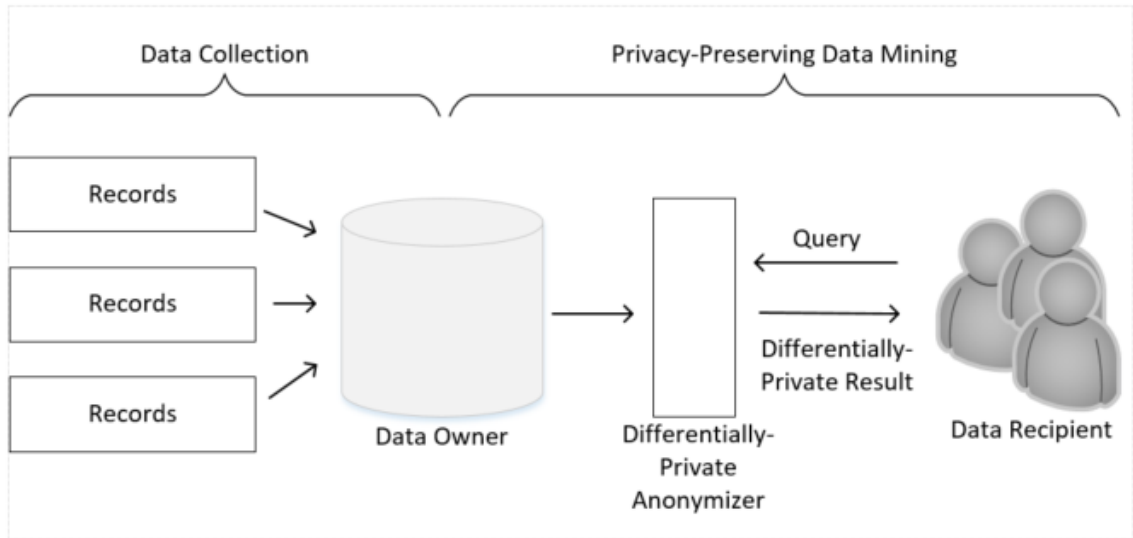 Data Collection
Privacy-Preserving Data Mining
Records
Records
Records
Data Owner
Differentially-
Private
Anonymizer
Query
Differentially-
Private Result
Data Recipient